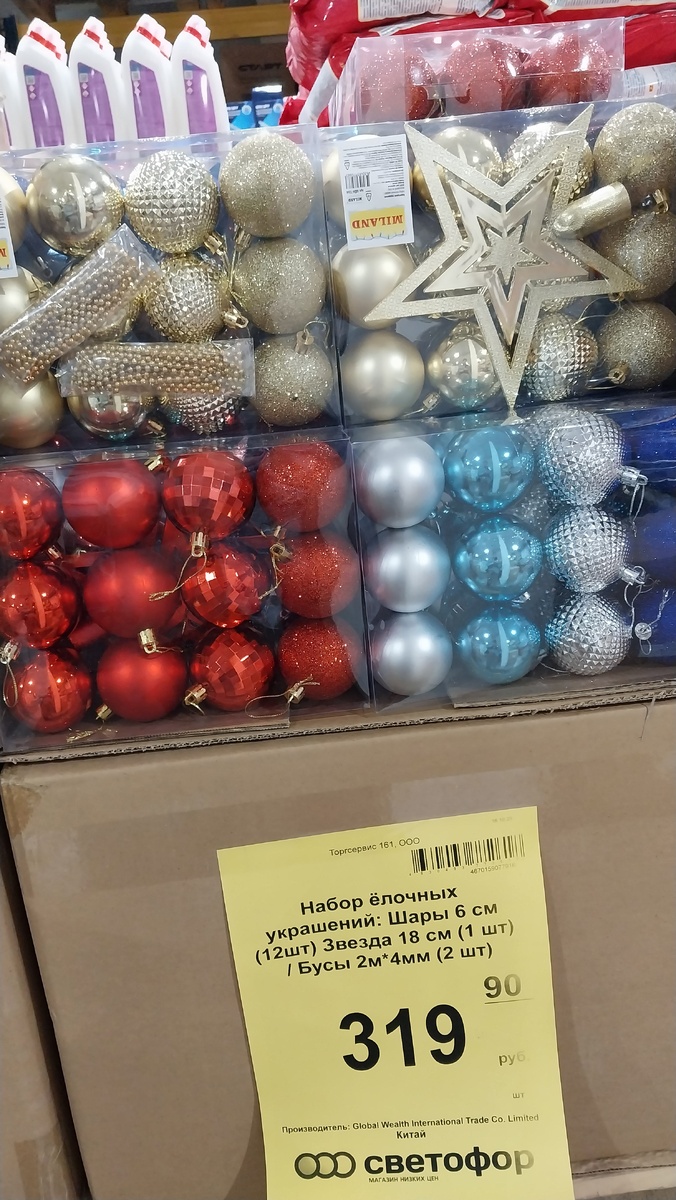 MILAND
Торгсервис 161, ООО
Набор ёлочных
украшений: Шары 6 см
(12шт) Звезда 18 см (1 шт)
/ Бусы 2м*4мм (2 шт)
90
319
руб.
шт
Производитель: Global Wealth International Trade Co. Limited
Китай
светофор
МАГАЗИН НИЗКИХ ЦЕН